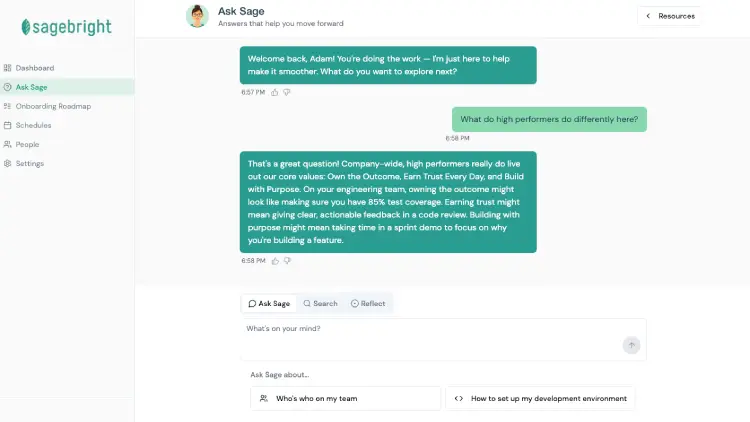 sagebright
Ask Sage
Answers that help you move forward
Resources
Dashboard
Ask Sage
Onboarding Roadmap
Schedules
People
Settings
Welcome back, Adam! You're doing the work — I'm just here to help
make it smoother. What do you want to explore next?
6:57 PM
What do high performers do differently here?
6:58 PM
That's a great question! Company-wide, high performers really do live
out our core values: Own the Outcome, Earn Trust Every Day, and Build
with Purpose. On your engineering team, owning the outcome might
look like making sure you have 85% test coverage. Earning trust might
mean giving clear, actionable feedback in a code review. Building with
purpose might mean taking time in a sprint demo to focus on why
you're building a feature.
6:58 PM
Ask Sage
Search
Reflect
What's on your mind?
Ask Sage about...
Who's who on my team
How to set up my development environment